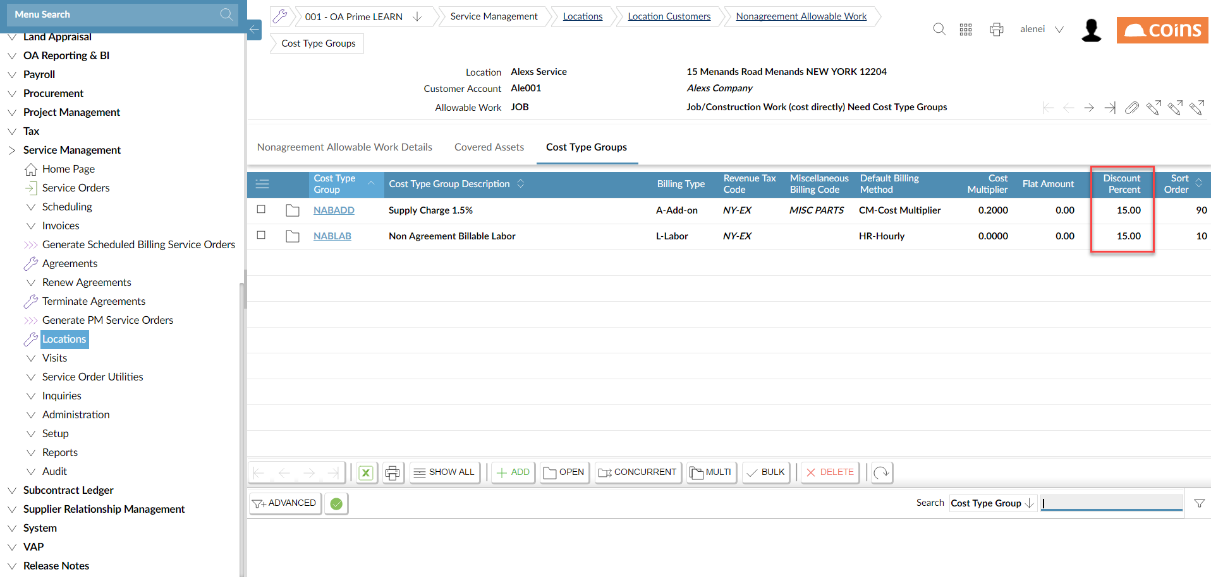 Menu Search
Land Appraisal
OA Reporting & BI
Payroll
Procurement
Project Management
Tax
Service Management
Home Page
Service Orders
Scheduling
Invoices
Generate Scheduled Billing Service Orders
Agreements
Renew Agreements
Terminate Agreements
Generate PM Service Orders
Locations
Visits
Service Order Utilities
Inquiries
Administration
Setup
Reports
Audit
Subcontract Ledger
Supplier Relationship Management
System
VAP
Release Notes
001 - OA Prime LEARN Service Management Locations Location Customers Nonagreement Allowable Work
Cost Type Groups
alenei
coins
Location Alexs Service 15 Menands Road Menands NEW YORK 12204
Customer Account Ale001 Alexs Company
Allowable Work JOB Job/Construction Work (cost directly) Need Cost Type Groups
Nonagreement Allowable Work Details Covered Assets Cost Type Groups
Cost Type Group Cost Type Group Description Billing Type Revenue Tax Code Miscellaneous Billing Code Default Billing Method Cost Multiplier Flat Amount Discount Percent Sort Order
NABADD Supply Charge 1.5% A-Add-on NY-EX MISC PARTS CM-Cost Multiplier 0.2000 0.00 15.00 90
NABLAB Non Agreement Billable Labor L-Labor NY-EX HR-Hourly 0.0000 0.00 15.00 10
SHOW ALL ADD OPEN CONCURRENT MULTI BULK DELETE
ADVANCED Search Cost Type Group